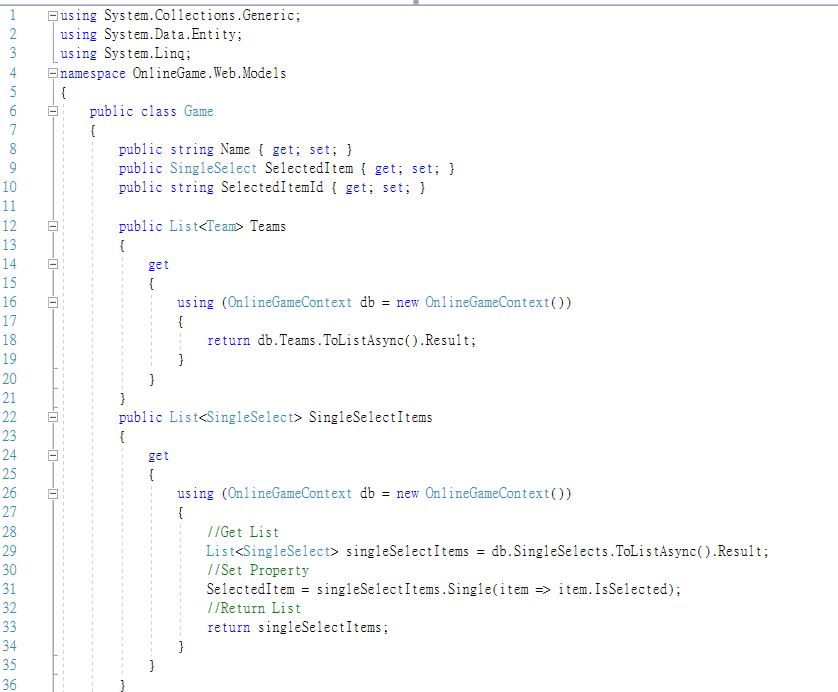 1 using System.Collections.Generic;
2 using System.Data.Entity;
3 using System.Linq;
4 namespace OnlineGame.Web.Models
5 {
6 public class Game
7 {
8 public string Name { get; set; }
9 public SingleSelect SelectedItem { get; set; }
10 public string SelectedItemId { get; set; }
11
12 public List<Team> Teams
13 {
14 get
15 {
16 using (OnlineGameContext db = new OnlineGameContext())
17 {
18 return db.Teams.ToListAsync().Result;
19 }
20 }
21 }
22 public List<SingleSelect> SingleSelectItems
23 {
24 get
25 {
26 using (OnlineGameContext db = new OnlineGameContext())
27 {
28 //Get List
29 List<SingleSelect> singleSelectItems = db.SingleSelects.ToListAsync().Result;
30 //Set Property
31 SelectedItem = singleSelectItems.Single(item => item.IsSelected);
32 //Return List
33 return singleSelectItems;
34 }
35 }
36 }